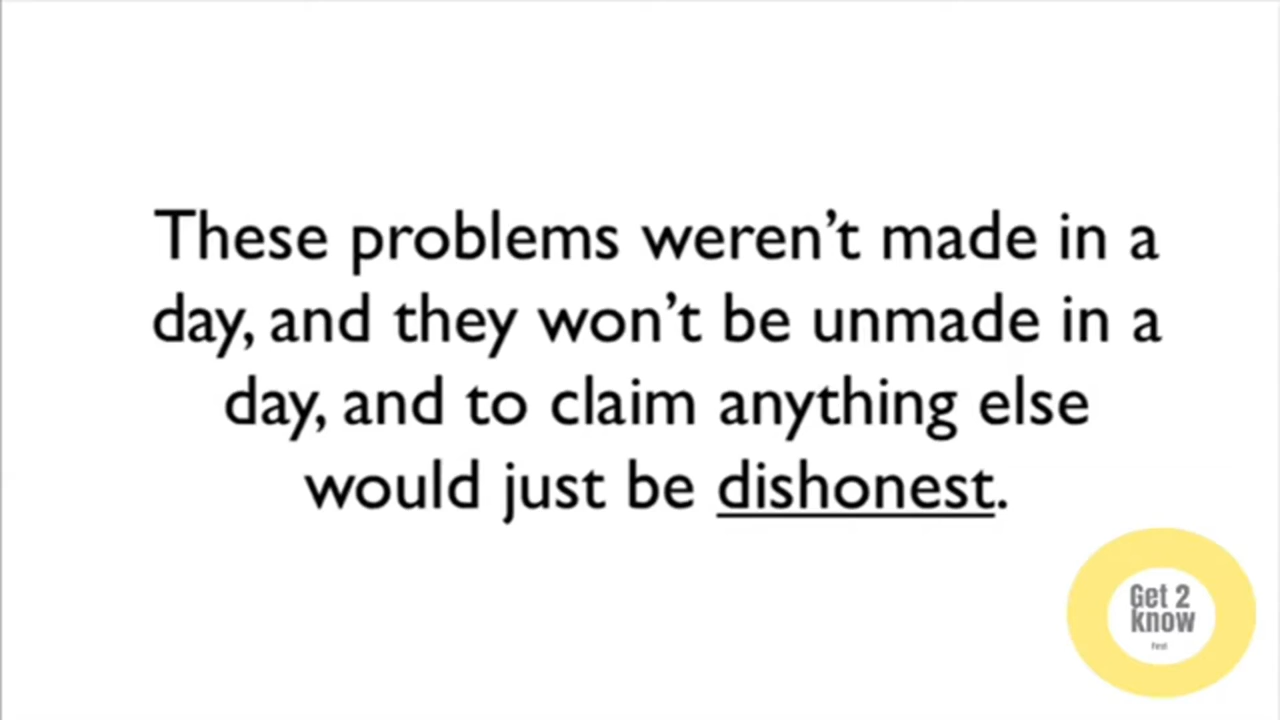 These problems weren’t made in a
day, and they won’t be unmade in a
day, and to claim anything else
would just be dishonest.
Get 2
know